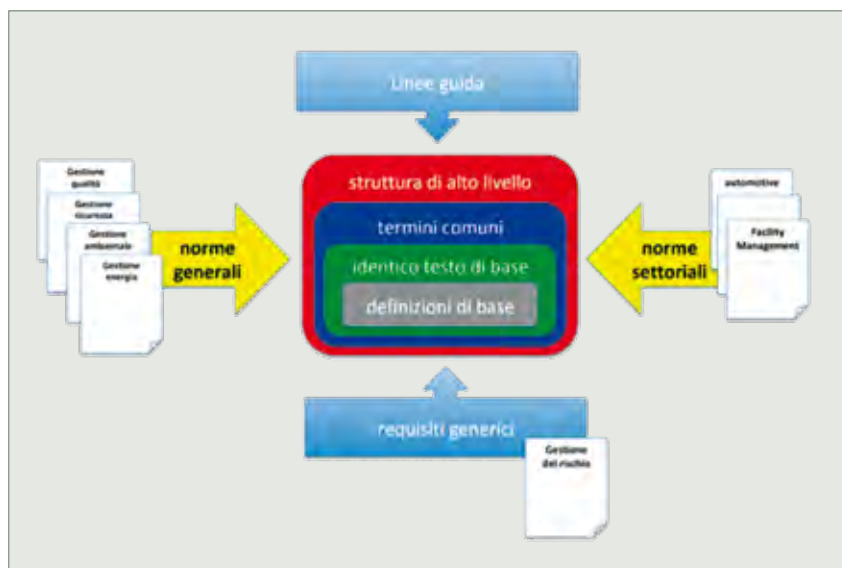 Linee guida
struttura di alto livello
termini comuni
identico testo di base
definizioni di base
Gestione
qualità
Gestione
sicurezza
Gestione
ambientale
Gestione
energia
norme
generali
norme
settoriali
automotive
Facility
Management
requisiti generici
Gestione
del rischio